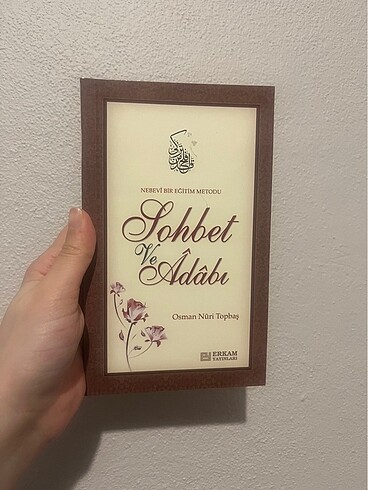 NEBEVÎ BİR EĞİTİM METODU
Sohbet
Ve
Âdâbı
Osman Nûri Topbaş
ERKAM
YAYINLARI